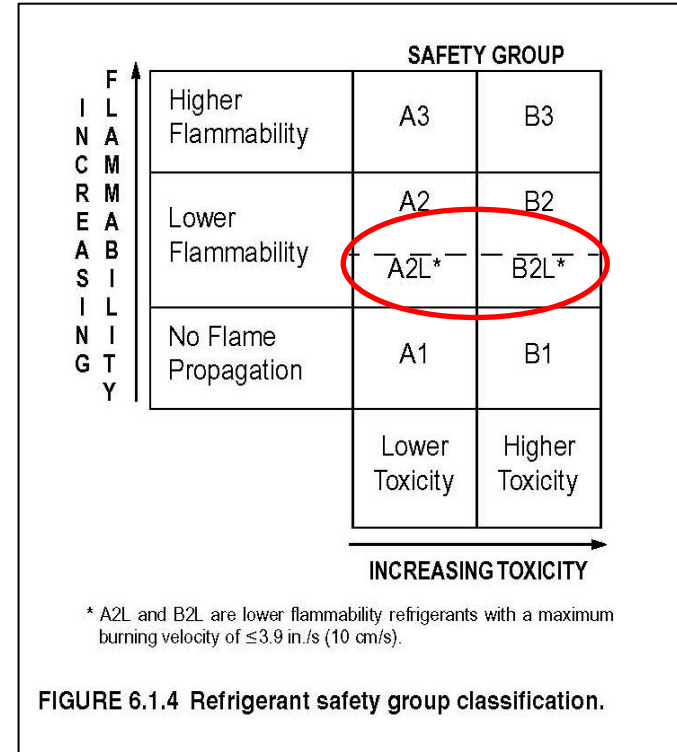 SAFETY GROUP
INCREASING
FLAMMABILITY
Higher
Flammability
A3
B3
Lower
Flammability
A2
B2
A2L*
B2L*
No Flame
Propagation
A1
B1
Lower
Toxicity
Higher
Toxicity
INCREASING TOXICITY
* A2L and B2L are lower flammability refrigerants with a maximum
burning velocity of ≤3.9 in./s (10 cm/s).
FIGURE 6.1.4 Refrigerant safety group classification.